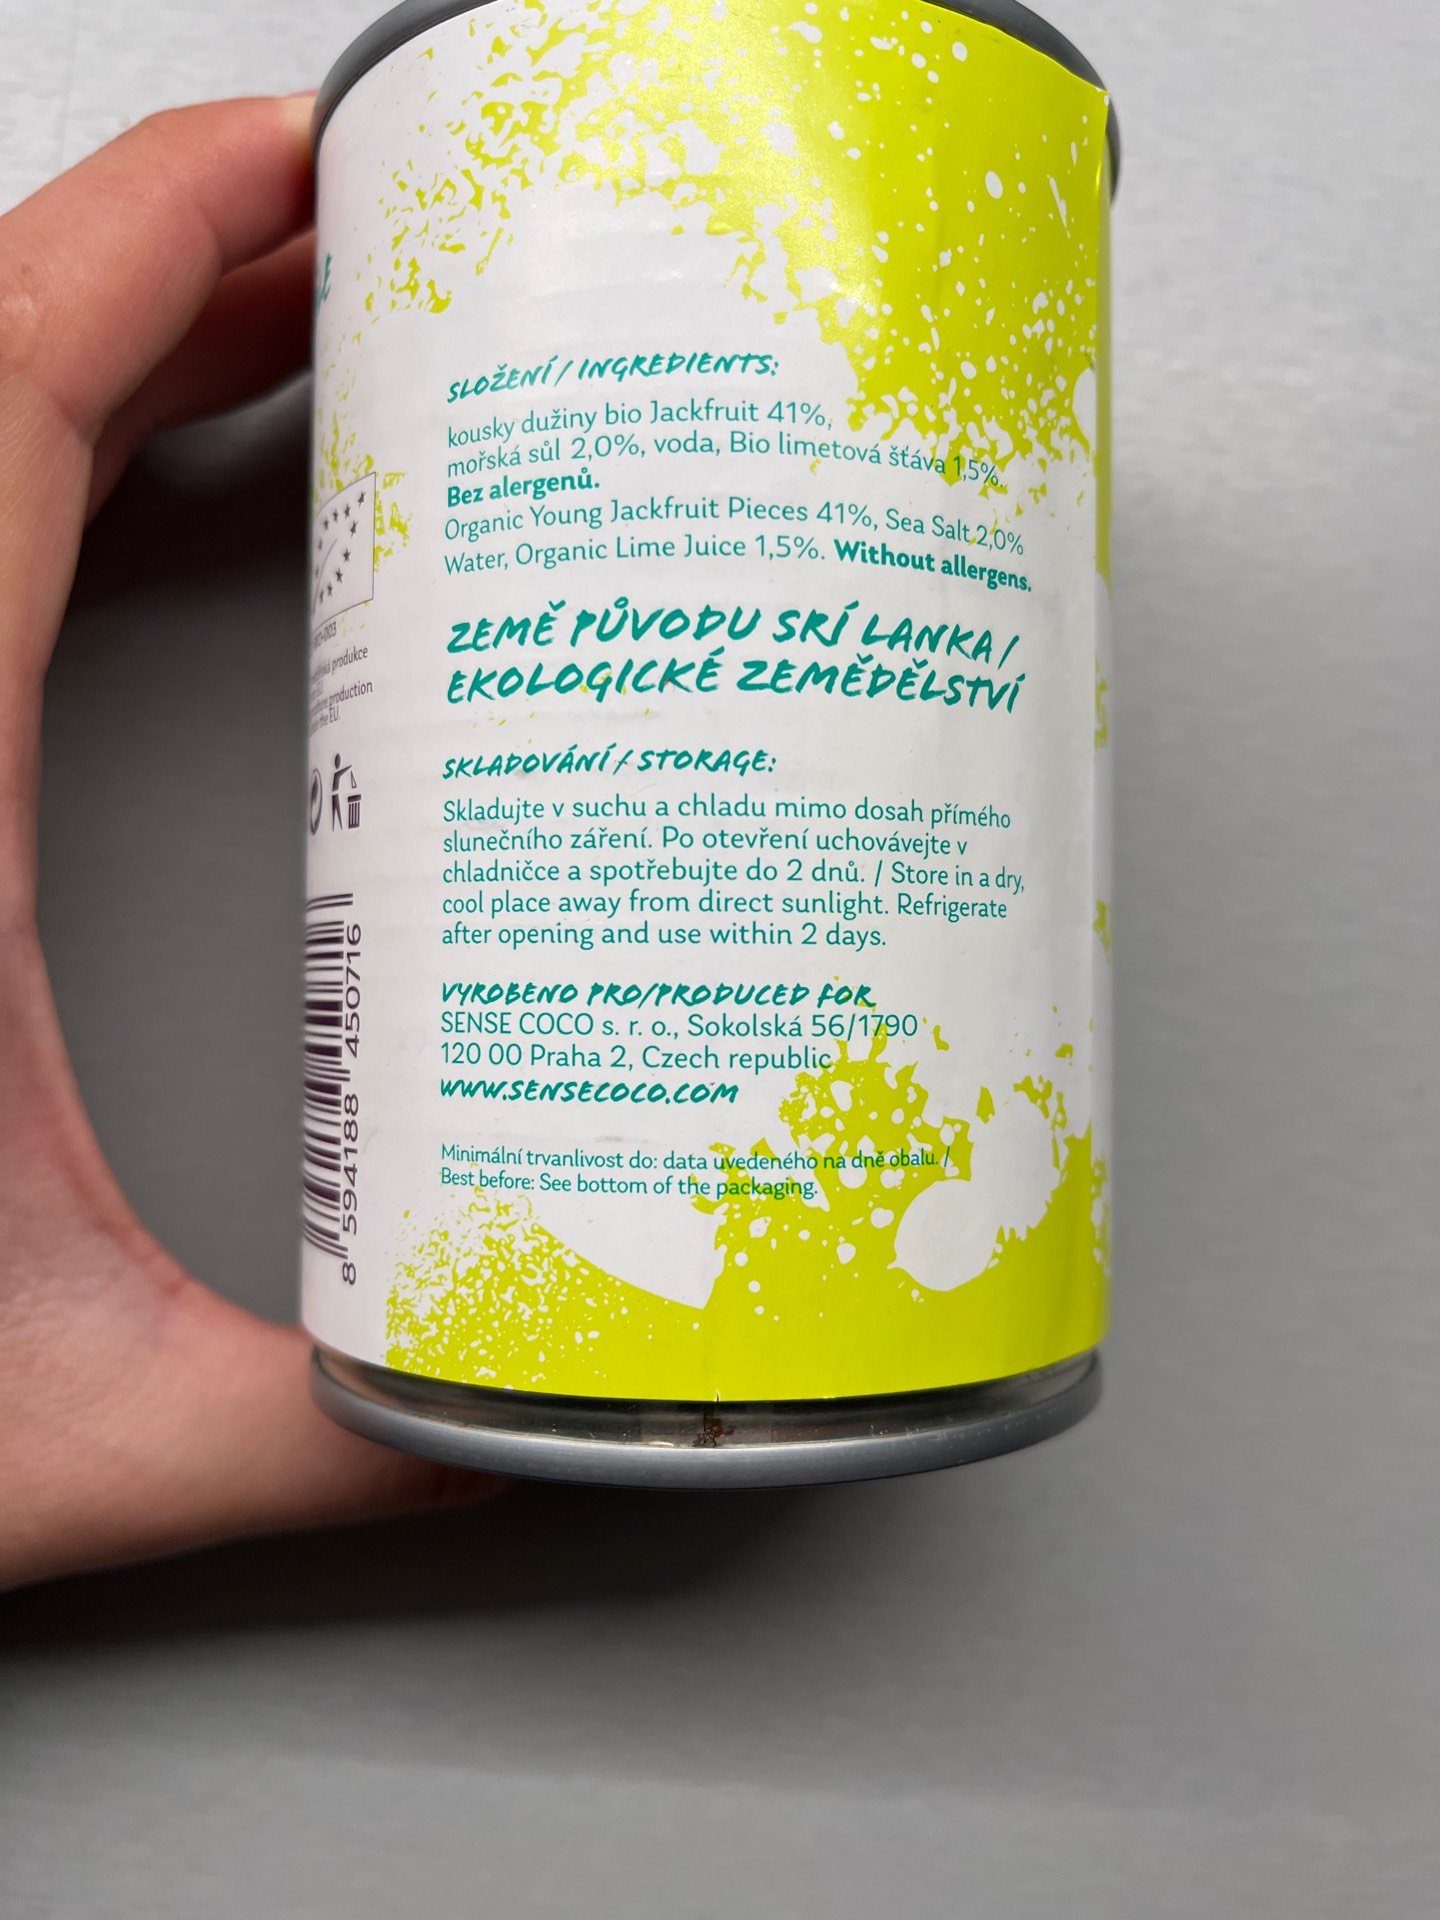 SLOŽENÍ / INGREDIENTS:
kousky dužiny bio Jackfruit 41%,
mořská sůl 2,0%, voda, Bio limetová šťáva 1,5%.
Bez alergenů.
Organic Young Jackfruit Pieces 41%, Sea Salt 2,0%
Water, Organic Lime Juice 1,5%. Without allergens.
ZEMĚ PŮVODU SRÍ LANKA /
EKOLOGICKÉ ZEMĚDĚLSTVÍ
SKLADOVÁNÍ / STORAGE:
Skladujte v suchu a chladu mimo dosah přímého
slunečního záření. Po otevření uchovávejte v
chladničce a spotřebujte do 2 dnů. / Store in a dry,
cool place away from direct sunlight. Refrigerate
after opening and use within 2 days.
VYROBENO PRO/PRODUCED FOR
SENSE COCO s. r. o., Sokolská 56/1790
120 00 Praha 2, Czech republic
WWW.SENSECOCO.COM
Minimální trvanlivost do: data uvedeného na dně obalu. /
Best before: See bottom of the packaging.
produkce
production
the EU.
8 594188 450716